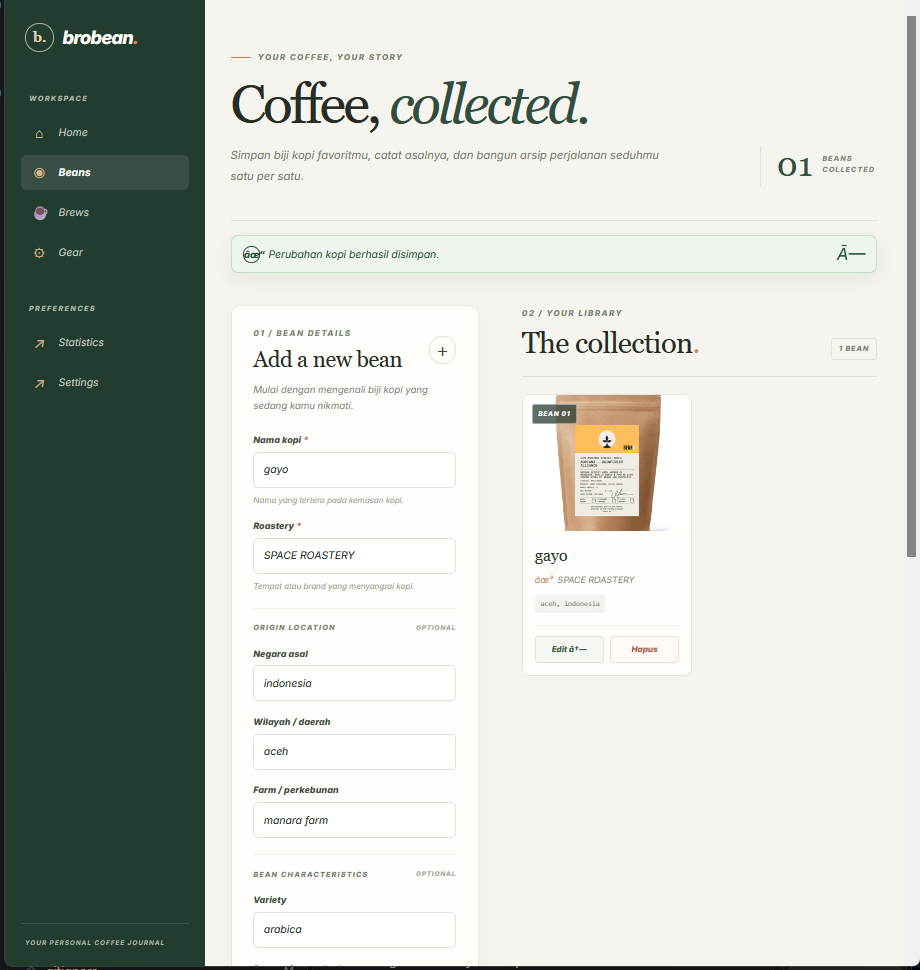 b. brobean.
WORKSPACE
Home
Beans
Brews
Gear
PREFERENCES
Statistics
Settings
YOUR PERSONAL COFFEE JOURNAL
YOUR COFFEE, YOUR STORY
Coffee, collected.
Simpan biji kopi favoritmu, catat asalnya, dan bangun arsip perjalanan seduhmu
satu per satu.
01 BEANS
COLLECTED
âœ“ Perubahan kopi berhasil disimpan. Ã—
01 / BEAN DETAILS
Add a new bean +
Mulai dengan mengenali biji kopi yang
sedang kamu nikmati.
Nama kopi *
gayo
Nama yang tertera pada kemasan kopi.
Roastery *
SPACE ROASTERY
Tempat atau brand yang menyangrai kopi.
ORIGIN LOCATION OPTIONAL
Negara asal
indonesia
Wilayah / daerah
aceh
Farm / perkebunan
manara farm
BEAN CHARACTERISTICS OPTIONAL
Variety
arabica
02 / YOUR LIBRARY
The collection. 1 BEAN
BEAN 01
gayo
âœ* SPACE ROASTERY
aceh, indonesia
Edit â†— Hapus